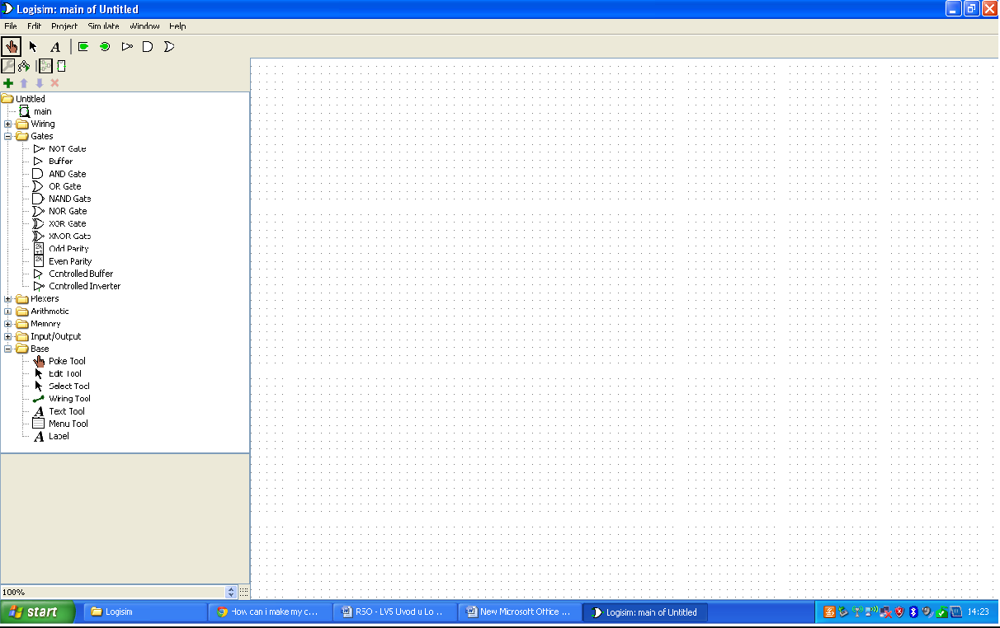 Logisim: main of Untitled
File Edit Project Simulate Window Help
A
Untitled
main
Wiring
Gates
NOT Gate
Buffer
AND Gate
OR Gate
NAND Gate
NOR Gate
XOR Gate
XNOR Gate
Odd Parity
Even Parity
Controlled Buffer
Controlled Inverter
Plexers
Arithmetic
Memory
Input/Output
Base
Poke Tool
Edit Tool
Select Tool
Wiring Tool
A Text Tool
Menu Tool
A Label
100%
start Logisim How can i make my c... RSO - LV5 Uvod u Lo ... New Microsoft Office ... Logisim: main of Untitled 14:23